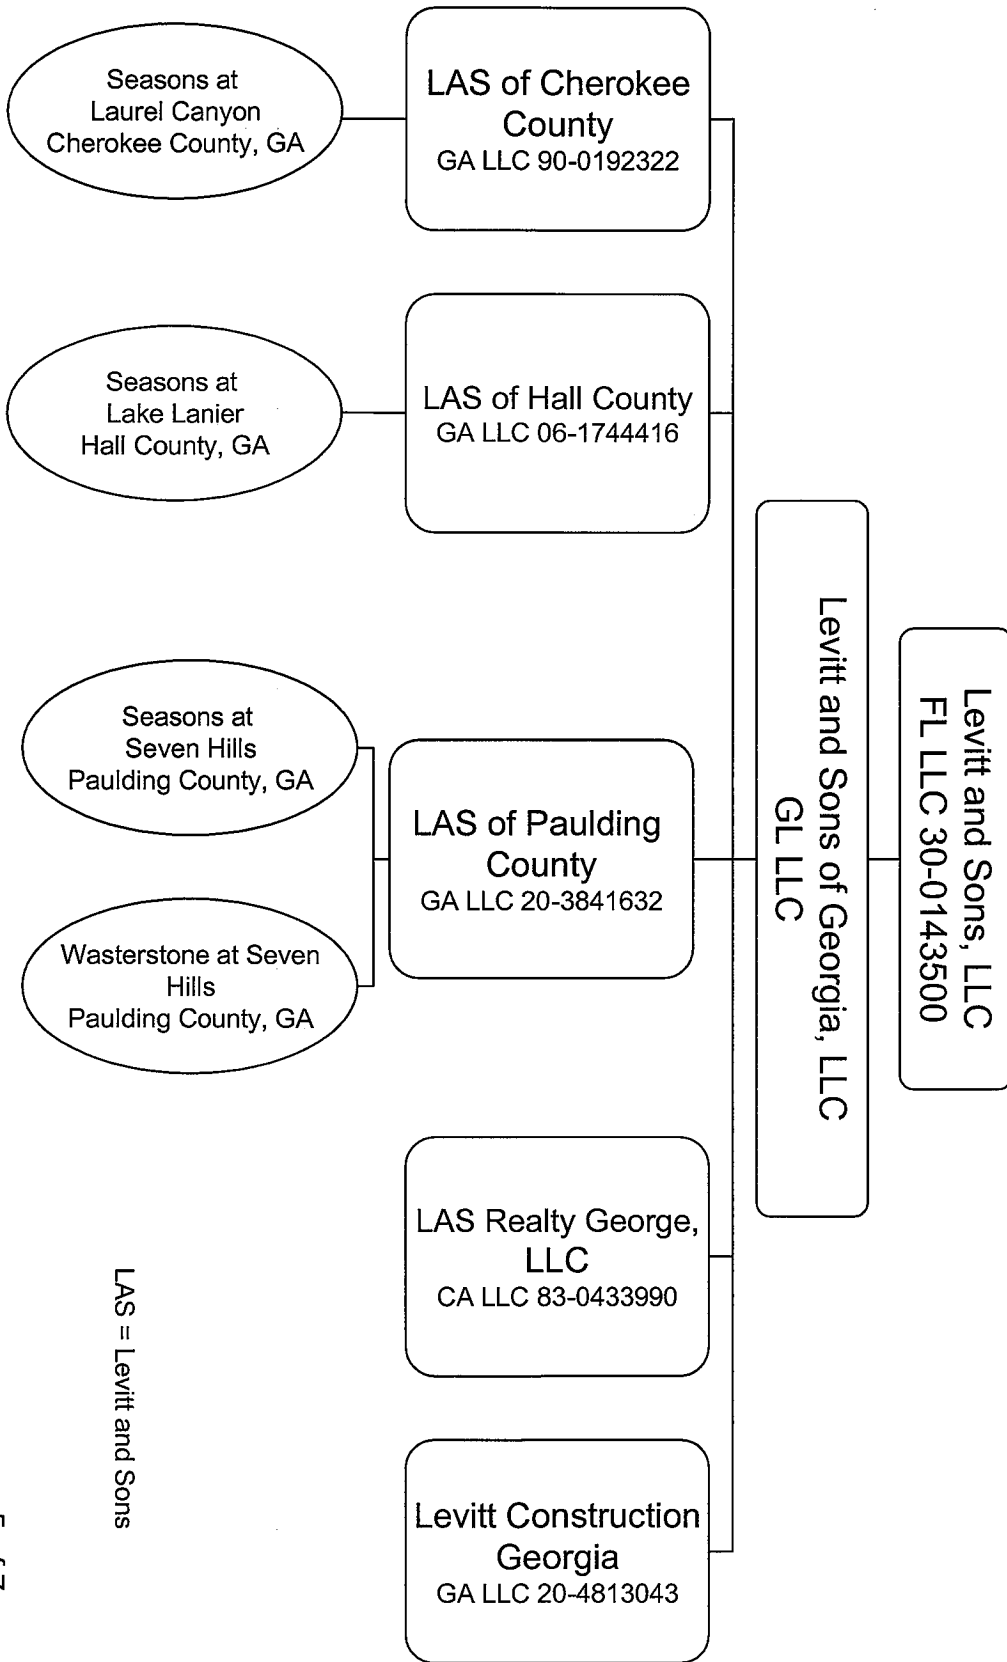 Levitt and Sons, LLC
FL LLC 30-0143500
Levitt and Sons of Georgia, LLC
GL LLC
LAS of Cherokee
County
GA LLC 90-0192322
LAS of Hall County
GA LLC 06-1744416
LAS of Paulding
County
GA LLC 20-3841632
LAS Realty George,
LLC
CA LLC 83-0433990
Levitt Construction
Georgia
GA LLC 20-4813043
Seasons at
Laurel Canyon
Cherokee County, GA
Seasons at
Lake Lanier
Hall County, GA
Seasons at
Seven Hills
Paulding County, GA
Wasterstone at Seven
Hills
Paulding County, GA
LAS = Levitt and Sons